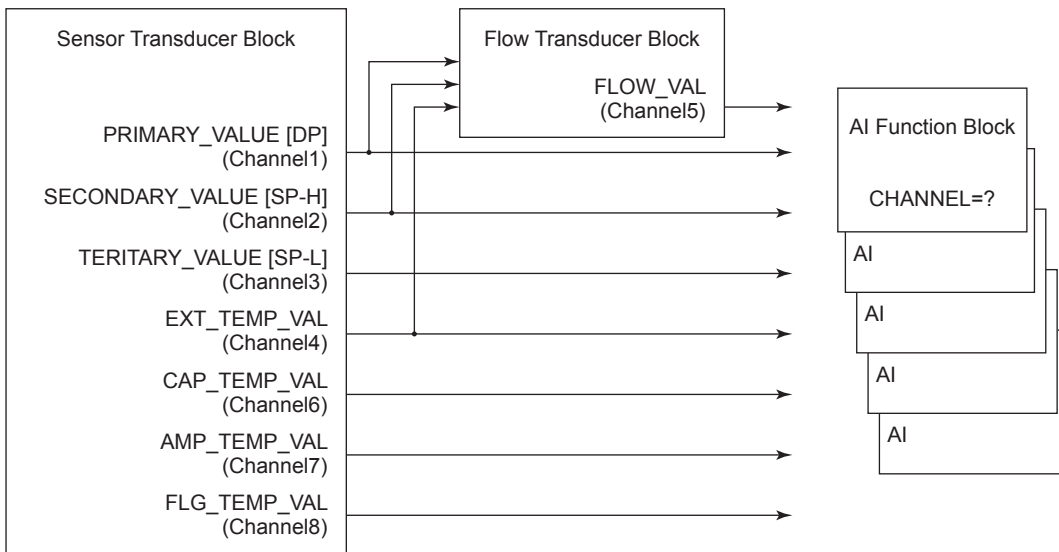 Sensor Transducer Block
PRIMARY_VALUE [DP]
(Channel1)
SECONDARY_VALUE [SP-H]
(Channel2)
TERITARY_VALUE [SP-L]
(Channel3)
EXT_TEMP_VAL
(Channel4)
CAP_TEMP_VAL
(Channel6)
AMP_TEMP_VAL
(Channel7)
FLG_TEMP_VAL
(Channel8)
Flow Transducer Block
FLOW_VAL
(Channel5)
AI Function Block
CHANNEL=?
AI
AI
AI
AI